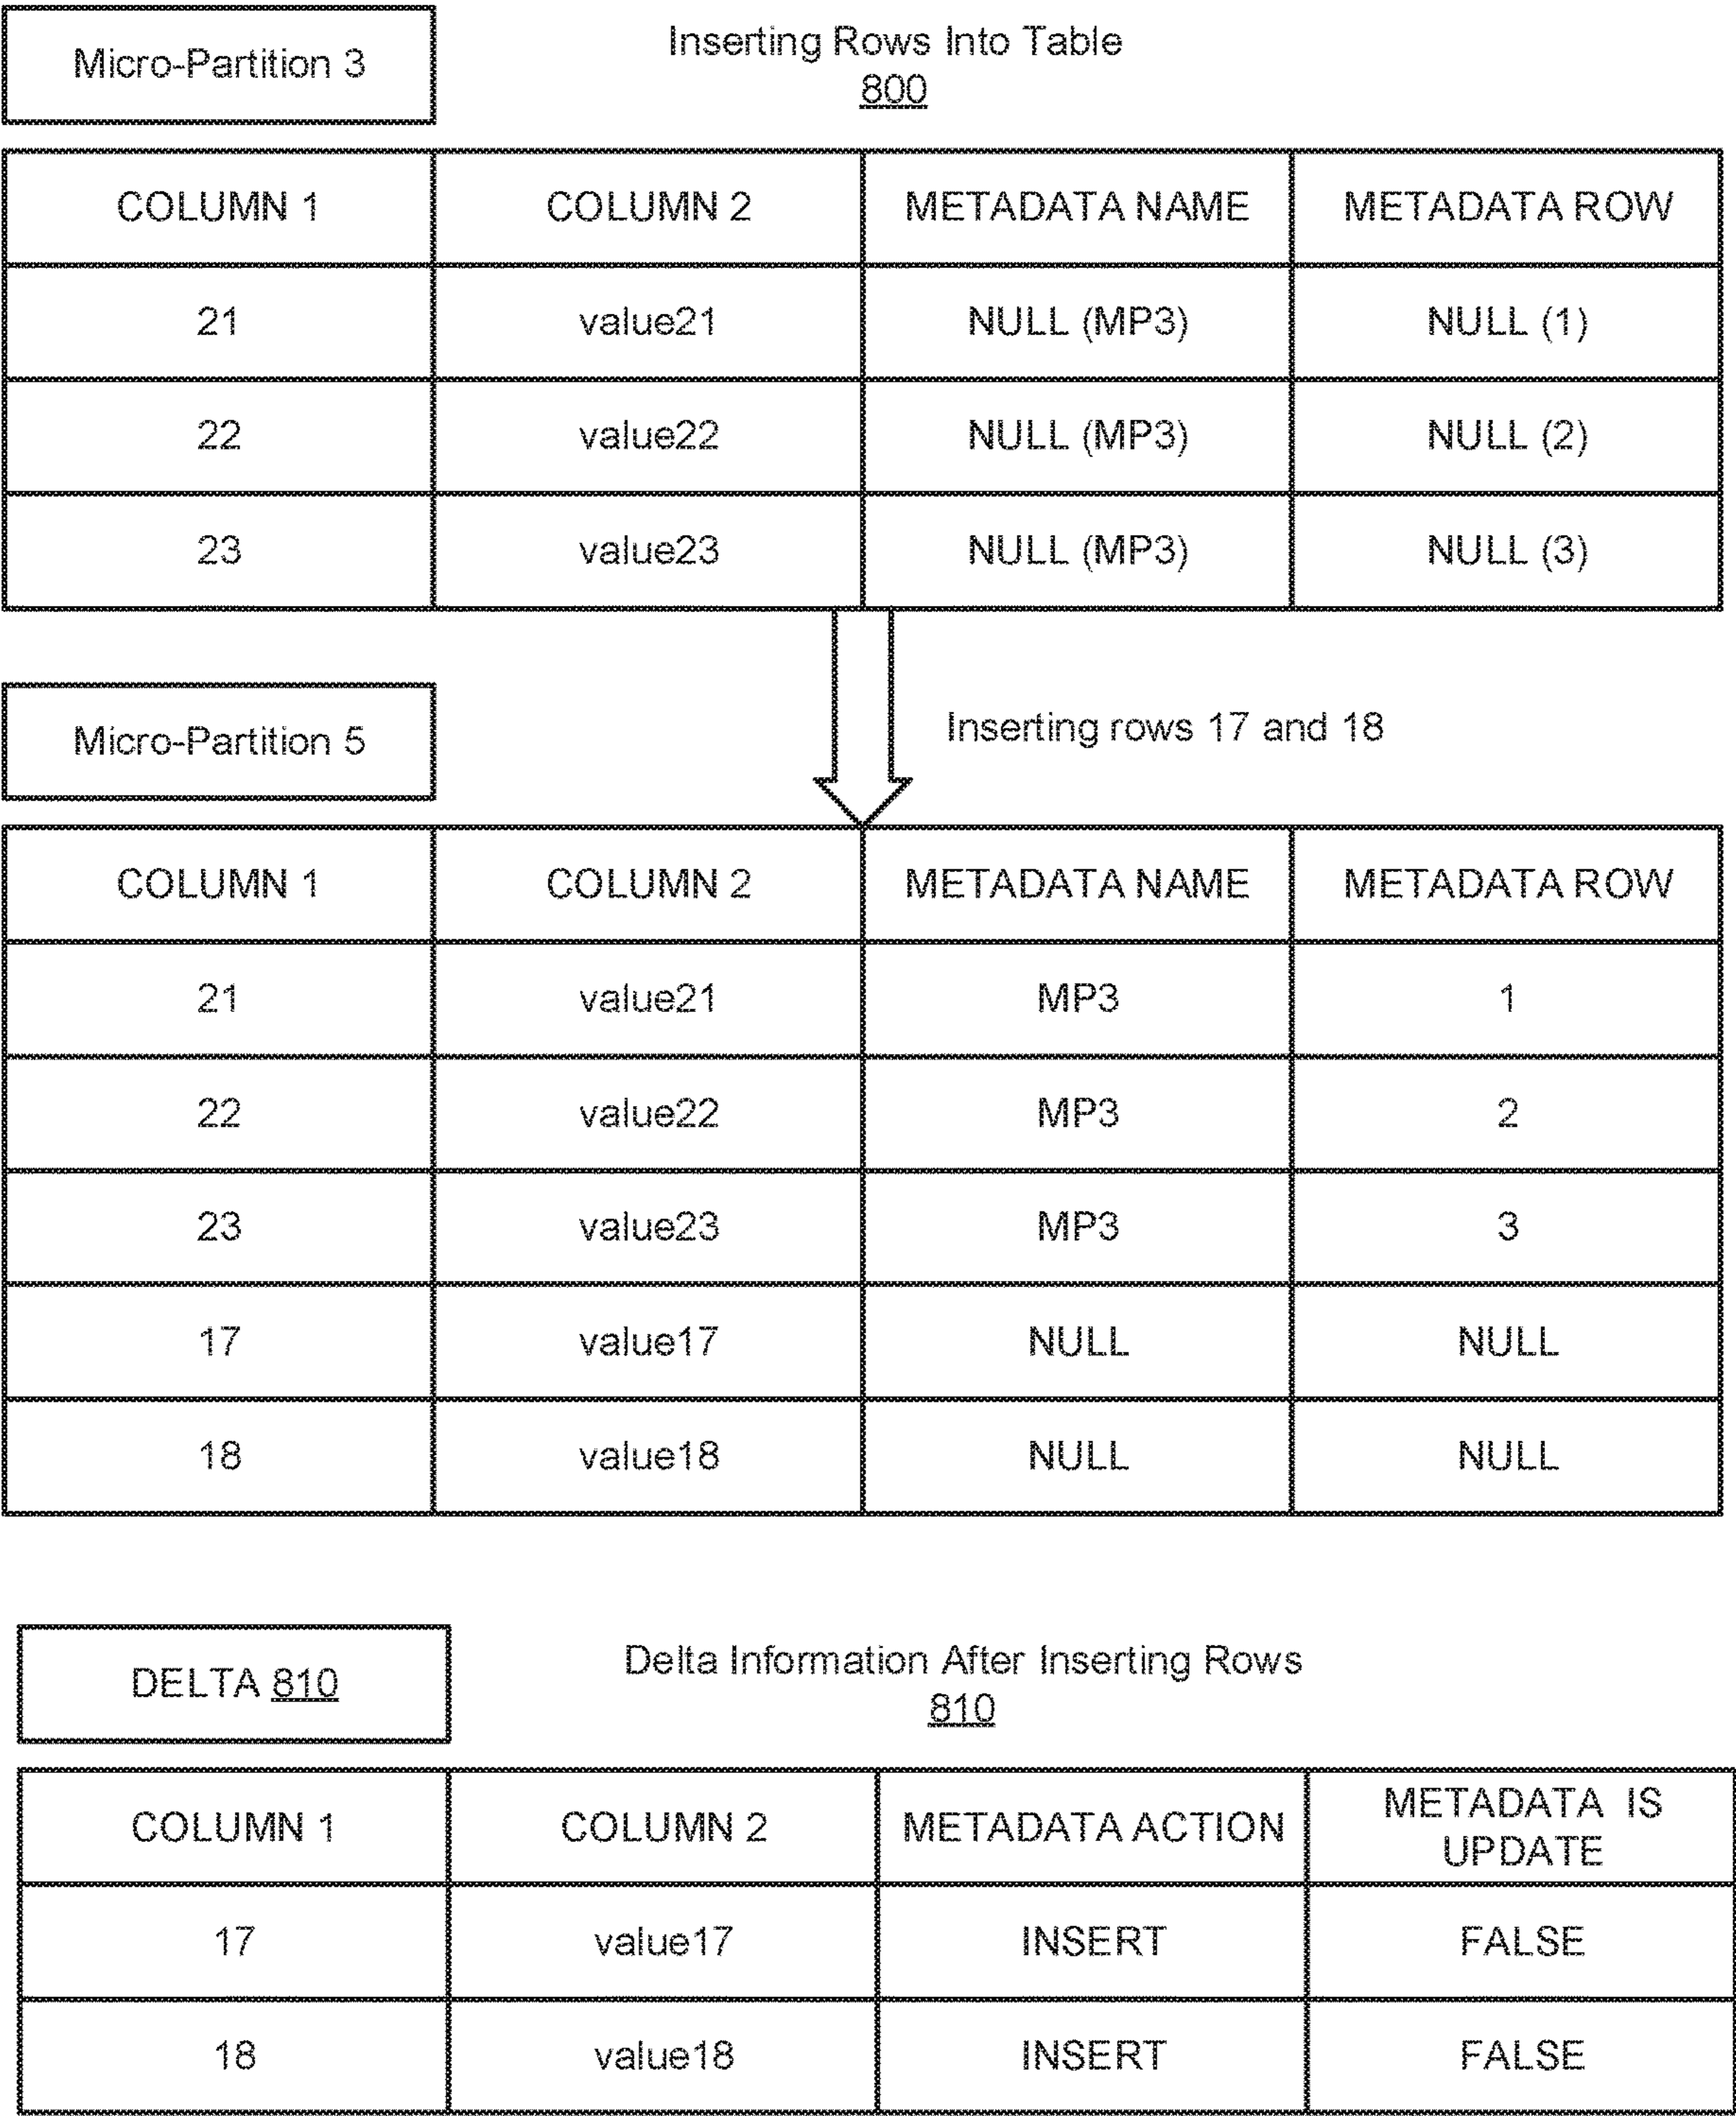 Micro-Partition 3
Inserting Rows Into Table
800
COLUMN 1 COLUMN 2 METADATA NAME METADATA ROW
21 value21 NULL (MP3) NULL (1)
22 value22 NULL (MP3) NULL (2)
23 value23 NULL (MP3) NULL (3)
Micro-Partition 5
Inserting rows 17 and 18
COLUMN 1 COLUMN 2 METADATA NAME METADATA ROW
21 value21 MP3 1
22 value22 MP3 2
23 value23 MP3 3
17 value17 NULL NULL
18 value18 NULL NULL
DELTA 810
Delta Information After Inserting Rows
810
COLUMN 1 COLUMN 2 METADATA ACTION METADATA IS
UPDATE
17 value17 INSERT FALSE
18 value18 INSERT FALSE